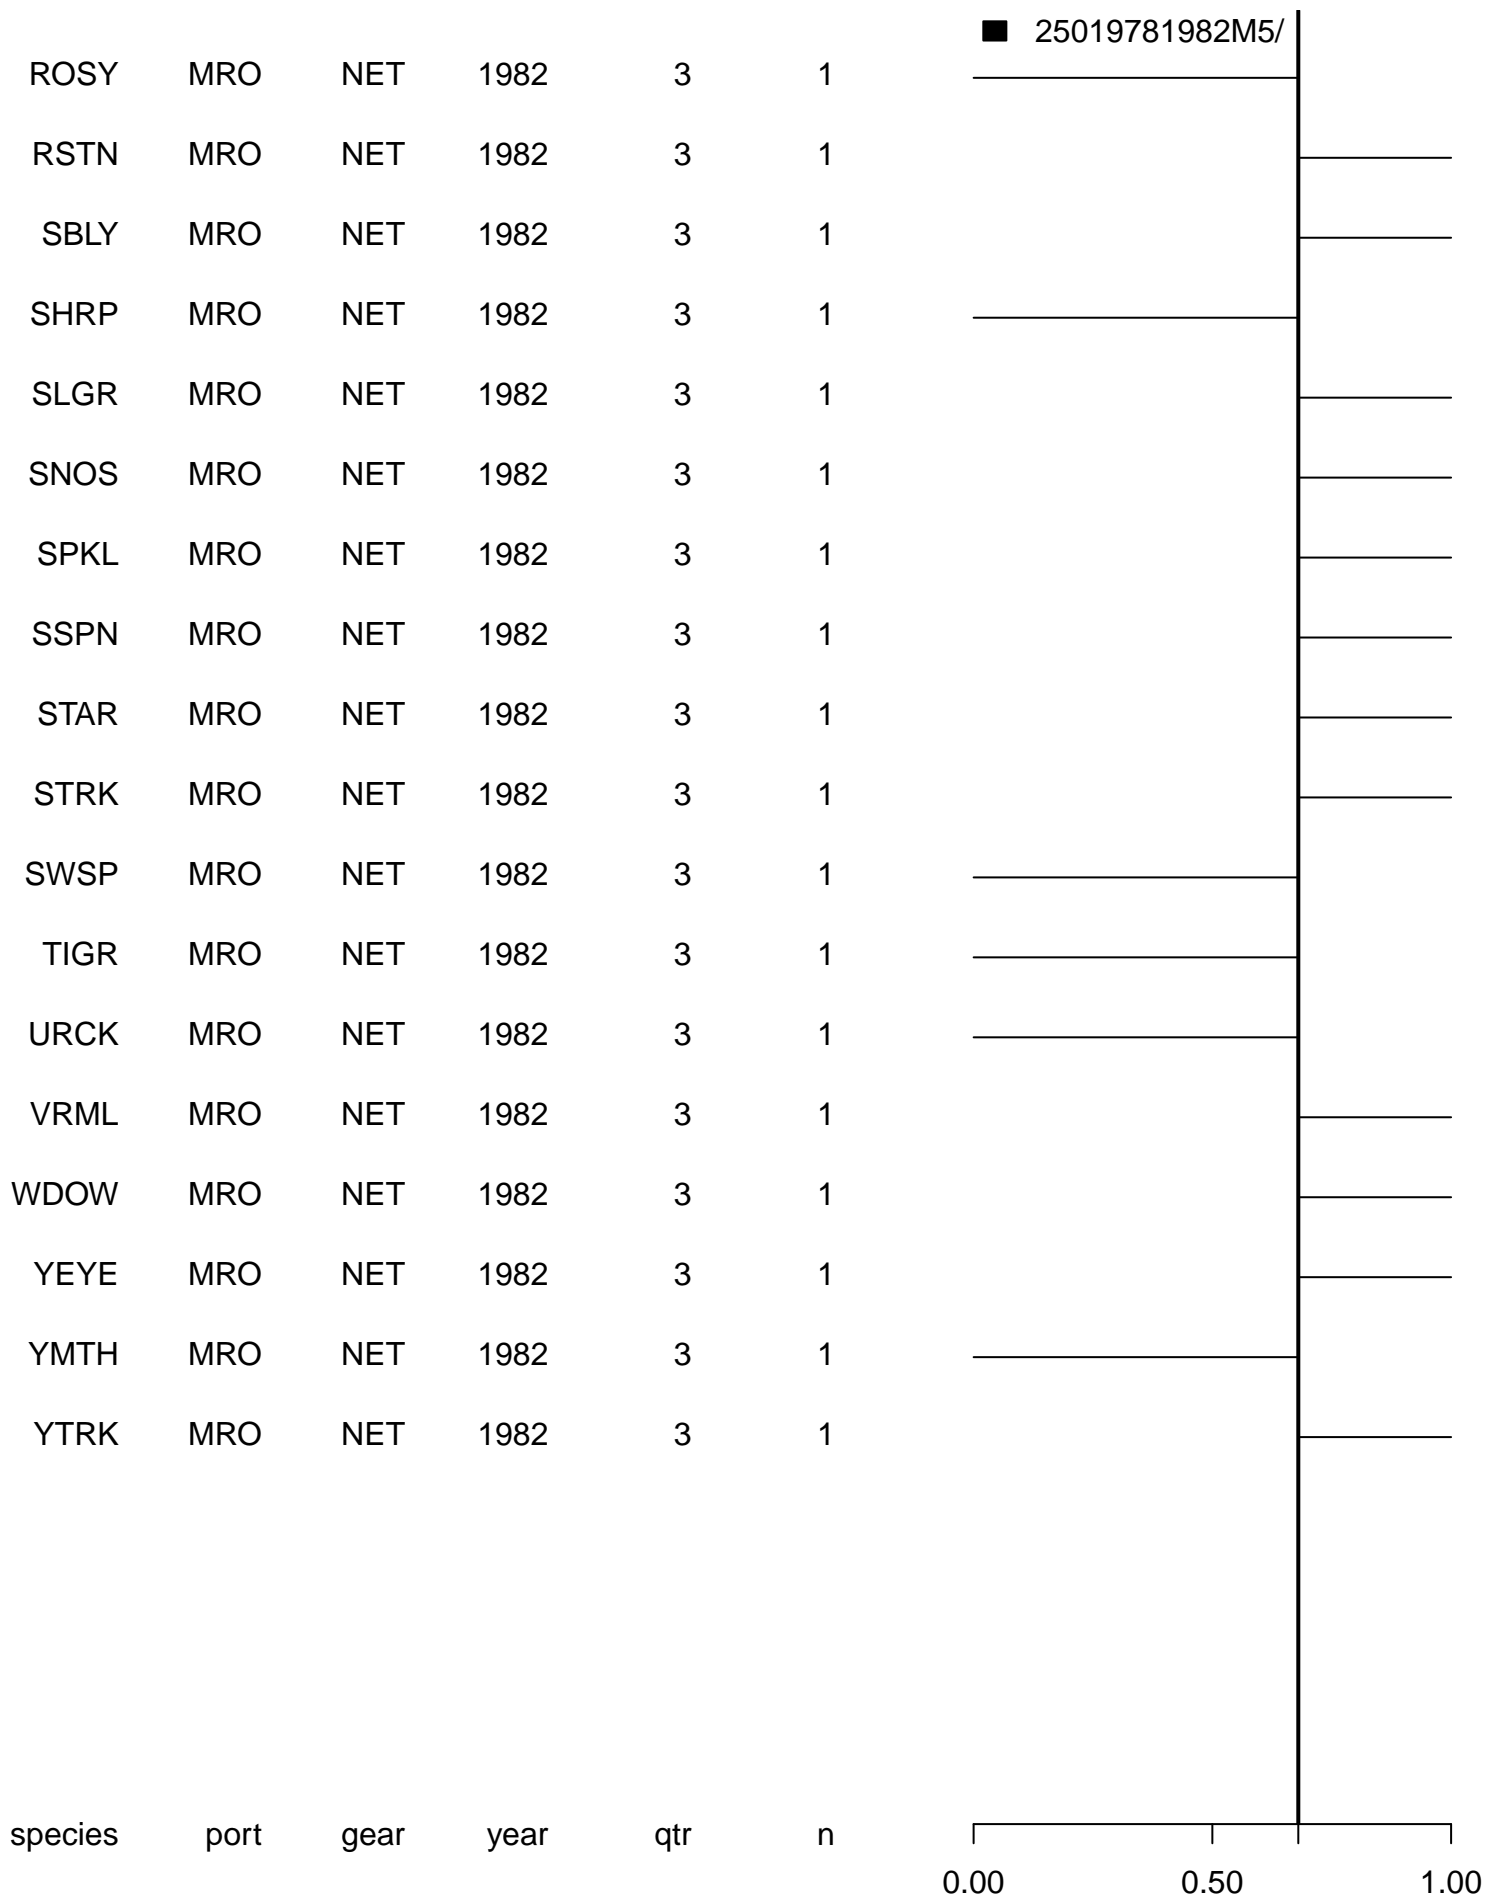 25019781982M5/
ROSY MRO NET 1982 3 1
RSTN MRO NET 1982 3 1
SBLY MRO NET 1982 3 1
SHRP MRO NET 1982 3 1
SLGR MRO NET 1982 3 1
SNOS MRO NET 1982 3 1
SPKL MRO NET 1982 3 1
SSPN MRO NET 1982 3 1
STAR MRO NET 1982 3 1
STRK MRO NET 1982 3 1
SWSP MRO NET 1982 3 1
TIGR MRO NET 1982 3 1
URCK MRO NET 1982 3 1
VRML MRO NET 1982 3 1
WDOW MRO NET 1982 3 1
YEYE MRO NET 1982 3 1
YMTH MRO NET 1982 3 1
YTRK MRO NET 1982 3 1
species port gear year qtr n
0.00 0.50 1.00